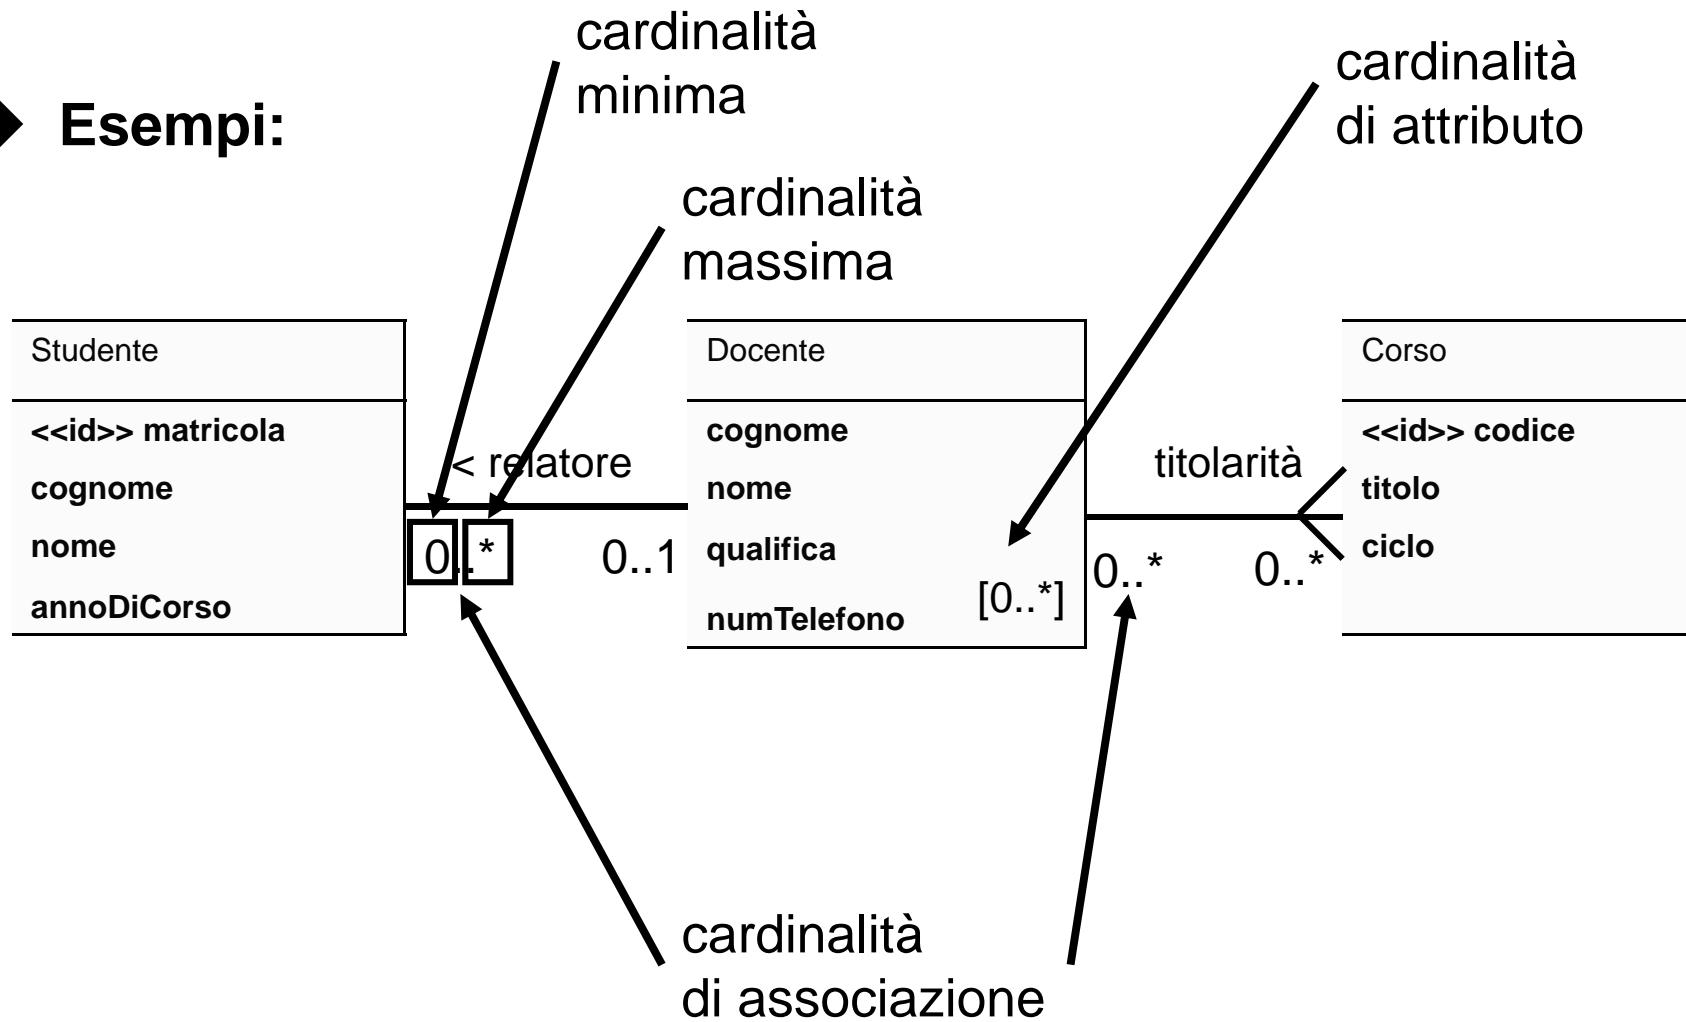 cardinalità
minima
cardinalità
di attributo
Esempi:
cardinalità
massima
Studente
<<id>> matricola
cognome
nome
annoDiCorso
< relatore
0..*
0..1
Docente
cognome
nome
qualifica
numTelefono
[0..*]
titolarità
0..*
0..*
Corso
<<id>> codice
titolo
ciclo
cardinalità
di associazione